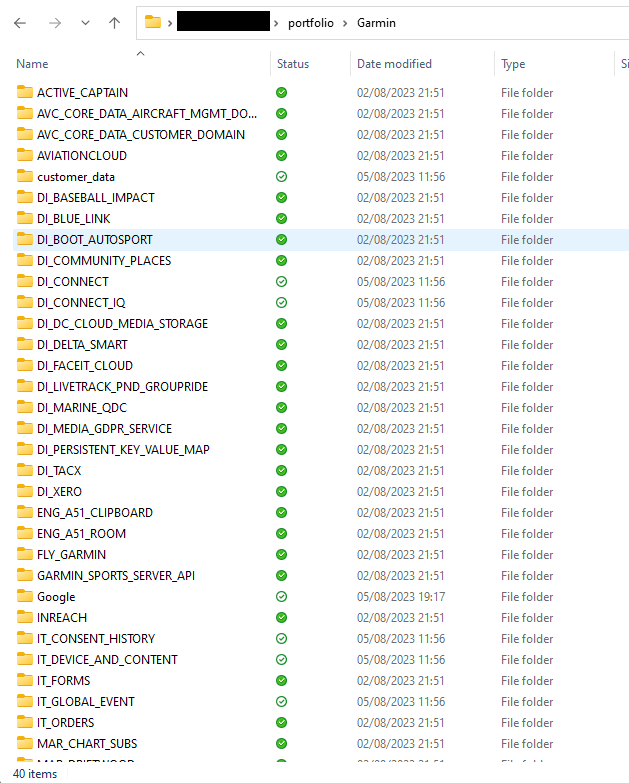 portfolio > Garmin
Name Status Date modified Type Si
ACTIVE_CAPTAIN 02/08/2023 21:51 File folder
AVC_CORE_DATA_AIRCRAFT_MGMT_DO... 02/08/2023 21:51 File folder
AVC_CORE_DATA_CUSTOMER_DOMAIN 02/08/2023 21:51 File folder
AVIATIONCLOUD 02/08/2023 21:51 File folder
customer_data 05/08/2023 11:56 File folder
DI_BASEBALL_IMPACT 02/08/2023 21:51 File folder
DI_BLUE_LINK 02/08/2023 21:51 File folder
DI_BOOT_AUTOSPORT 02/08/2023 21:51 File folder
DI_COMMUNITY_PLACES 02/08/2023 21:51 File folder
DI_CONNECT 05/08/2023 11:56 File folder
DI_CONNECT_IQ 05/08/2023 11:56 File folder
DI_DC_CLOUD_MEDIA_STORAGE 02/08/2023 21:51 File folder
DI_DELTA_SMART 02/08/2023 21:51 File folder
DI_FACEIT_CLOUD 02/08/2023 21:51 File folder
DI_LIVETRACK_PND_GROUPRIDE 02/08/2023 21:51 File folder
DI_MARINE_QDC 02/08/2023 21:51 File folder
DI_MEDIA_GDPR_SERVICE 02/08/2023 21:51 File folder
DI_PERSISTENT_KEY_VALUE_MAP 02/08/2023 21:51 File folder
DI_TACX 02/08/2023 21:51 File folder
DI_XERO 02/08/2023 21:51 File folder
ENG_A51_CLIPBOARD 02/08/2023 21:51 File folder
ENG_A51_ROOM 02/08/2023 21:51 File folder
FLY_GARMIN 02/08/2023 21:51 File folder
GARMIN_SPORTS_SERVER_API 02/08/2023 21:51 File folder
Google 05/08/2023 19:17 File folder
INREACH 02/08/2023 21:51 File folder
IT_CONSENT_HISTORY 05/08/2023 11:56 File folder
IT_DEVICE_AND_CONTENT 05/08/2023 11:56 File folder
IT_FORMS 02/08/2023 21:51 File folder
IT_GLOBAL_EVENT 05/08/2023 11:56 File folder
IT_ORDERS 02/08/2023 21:51 File folder
MAR_CHART_SUBS 02/08/2023 21:51 File folder
40 items